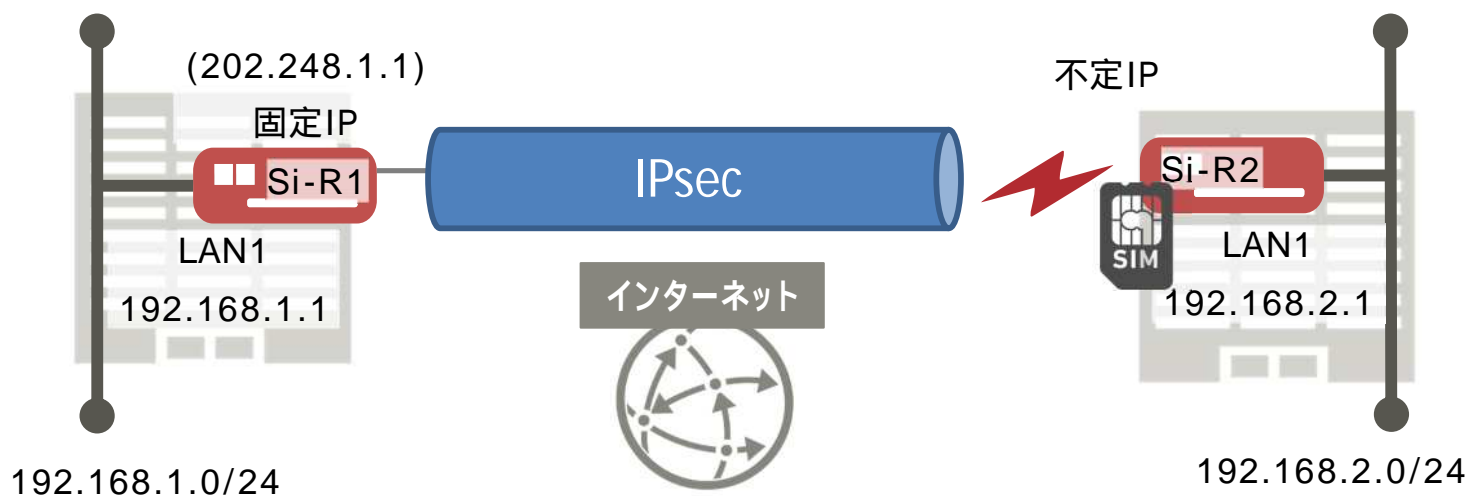 (202.248.1.1)
固定IP
Si-R1
LAN1
192.168.1.1
192.168.1.0/24
IPsec
インターネット
不定IP
Si-R2
SIM
LAN1
192.168.2.1
192.168.2.0/24